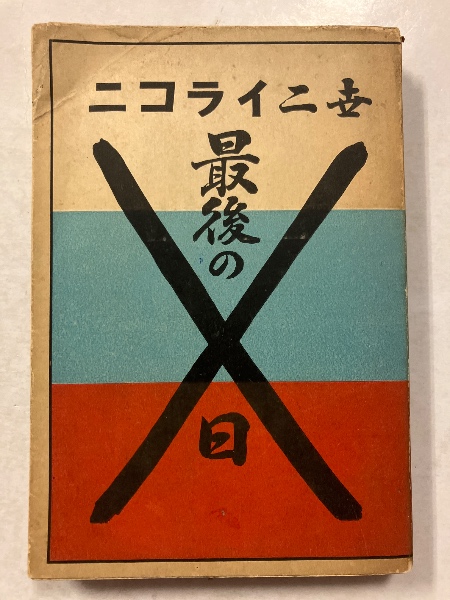 ニコライ二世
最後の
日